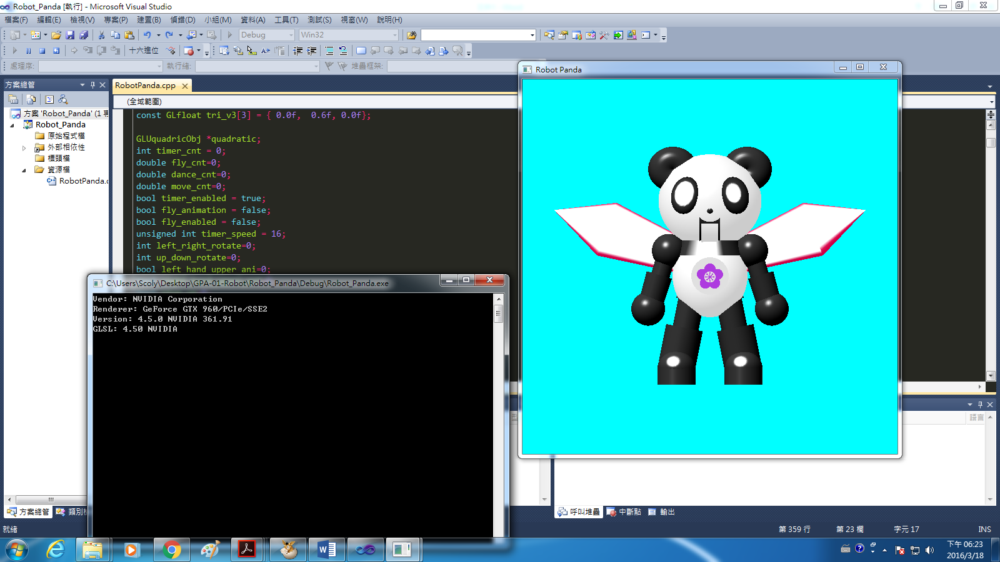 Robot_Panda [執行] - Microsoft Visual Studio
檔案(F) 編輯(E) 檢視(V) 專案(P) 建置(B) 偵錯(D) 小組(M) 資料(A) 工具(T) 測試(S) 視窗(W) 說明(H)
Debug Win32
十六進位
處理序: 執行緒: 堆疊框架:
方案總管
RobotPanda.cpp
(全域範圍)
方案 'Robot_Panda' (1 專
Robot_Panda
原始程式檔
外部相依性
標頭檔
資源檔
RobotPanda.c
const GLfloat tri_v3[3] = { 0.0f,  0.6f, 0.0f};
GLUquadricObj *quadratic;
int timer_cnt = 0;
double fly_cnt=0;
double dance_cnt=0;
double move_cnt=0;
bool timer_enabled = true;
bool fly_animation = false;
bool fly_enabled = false;
unsigned int timer_speed = 16;
int left_right_rotate=0;
int up_down_rotate=0;
bool left_hand_upper_ani=0;
C:\Users\Scoly\Desktop\GPA-01-Robot\Robot_Panda\Debug\Robot_Panda.exe
Vendor: NVIDIA Corporation
Renderer: GeForce GTX 960/PCIe/SSE2
Version: 4.5.0 NVIDIA 361.91
GLSL: 4.50 NVIDIA
Robot Panda
語言
方案總管 類別檢
呼叫堆疊 中斷點 輸出
就緒
第 359 行 第 23 欄 字元 17 INS
下午 06:23
2016/3/18